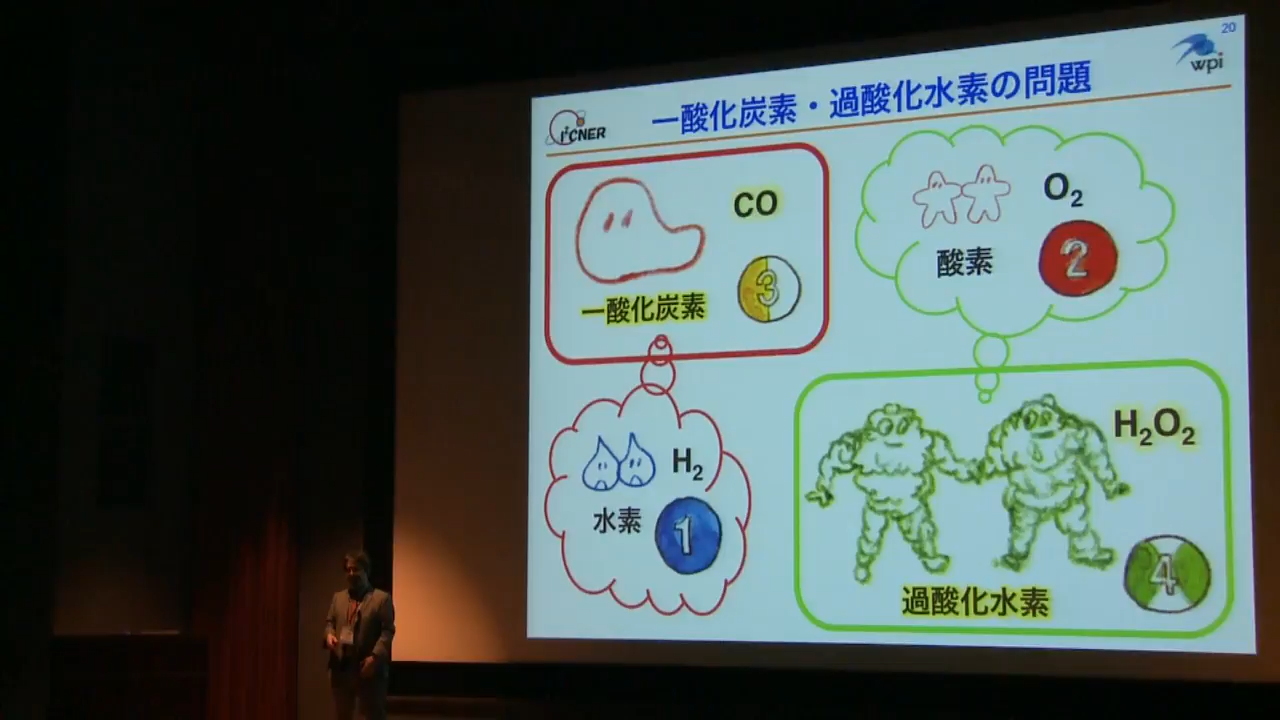 20
wpi
I²CNER
一酸化炭素・過酸化水素の問題
CO
3
一酸化炭素
O₂
酸素
2
H₂
水素
1
H₂O₂
過酸化水素
4